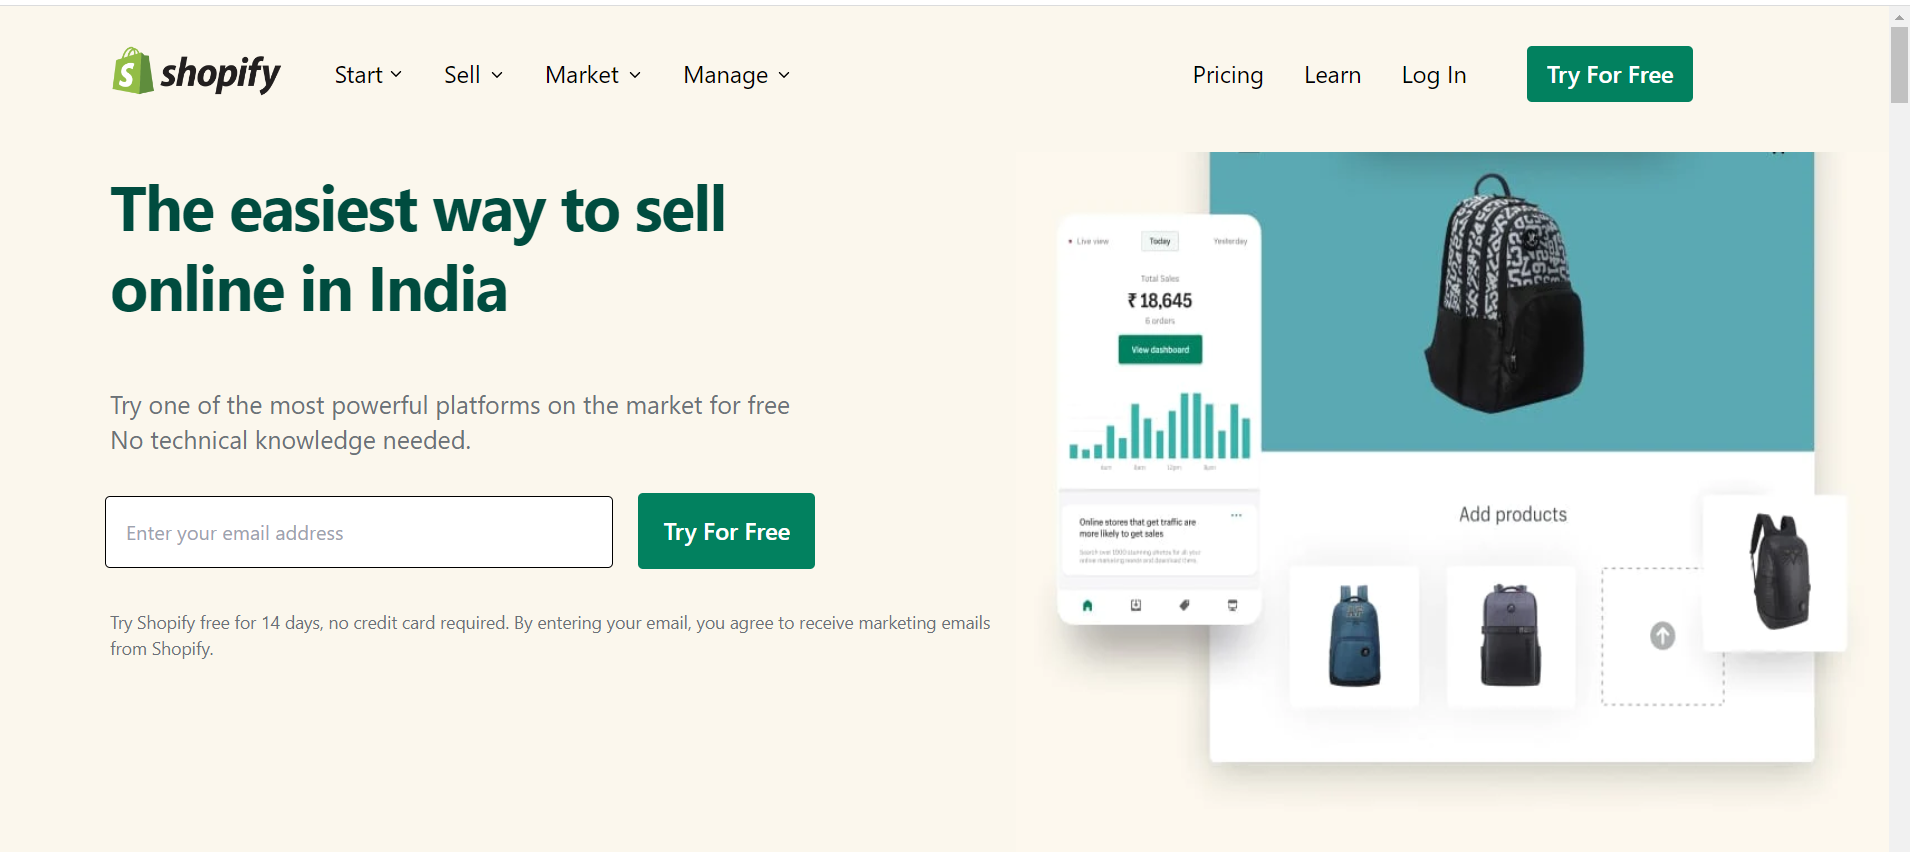 shopify
Start
Sell
Market
Manage
Pricing
Learn
Log In
Try For Free
The easiest way to sell
online in India
Try one of the most powerful platforms on the market for free
No technical knowledge needed.
Enter your email address
Try For Free
Try Shopify free for 14 days, no credit card required. By entering your email, you agree to receive marketing emails
from Shopify.
Live view
Today
Yesterday
Total Sales
₹ 18,645
6 orders
View dashboard
12pm
Online stores that get traffic are
more likely to get sales
Add products